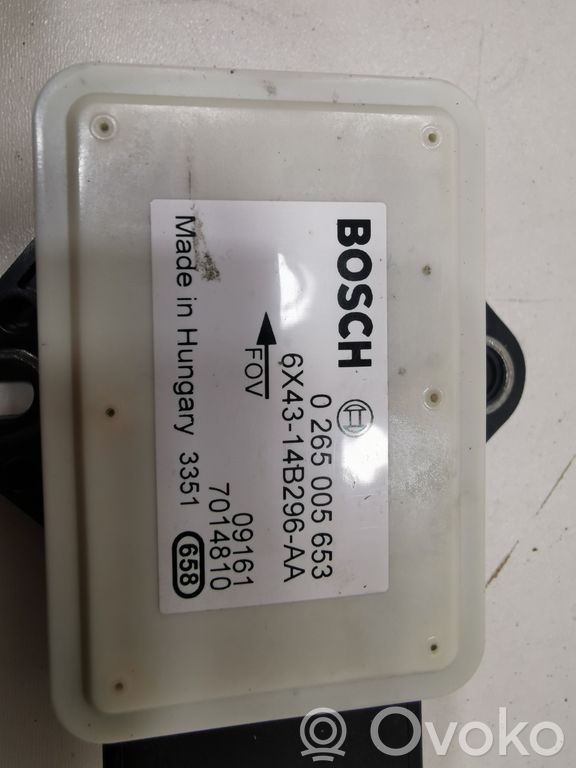 BOSCH
0 265 005 653
6X43-14B296-AA
FOV
09161
7014810
Made in Hungary 3351 658
Ovoko